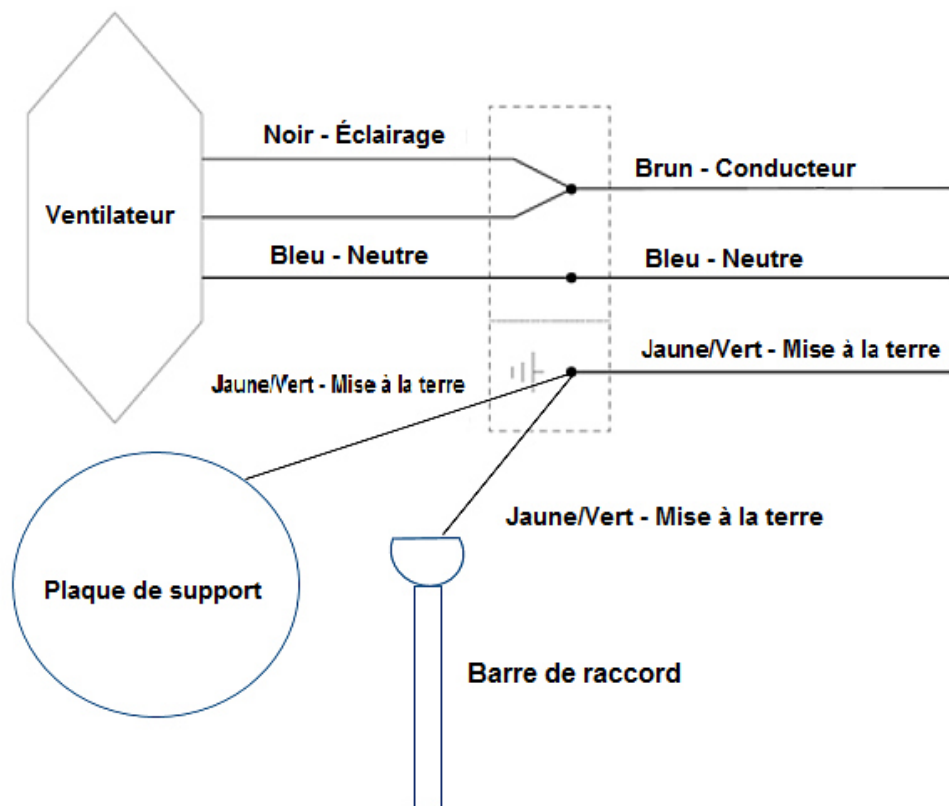 Noir - Éclairage
Brun - Conducteur
Ventilateur
Bleu - Neutre
Bleu - Neutre
Jaune/Vert - Mise à la terre
Jaune/Vert - Mise à la terre
Jaune/Vert - Mise à la terre
Plaque de support
Barre de raccord